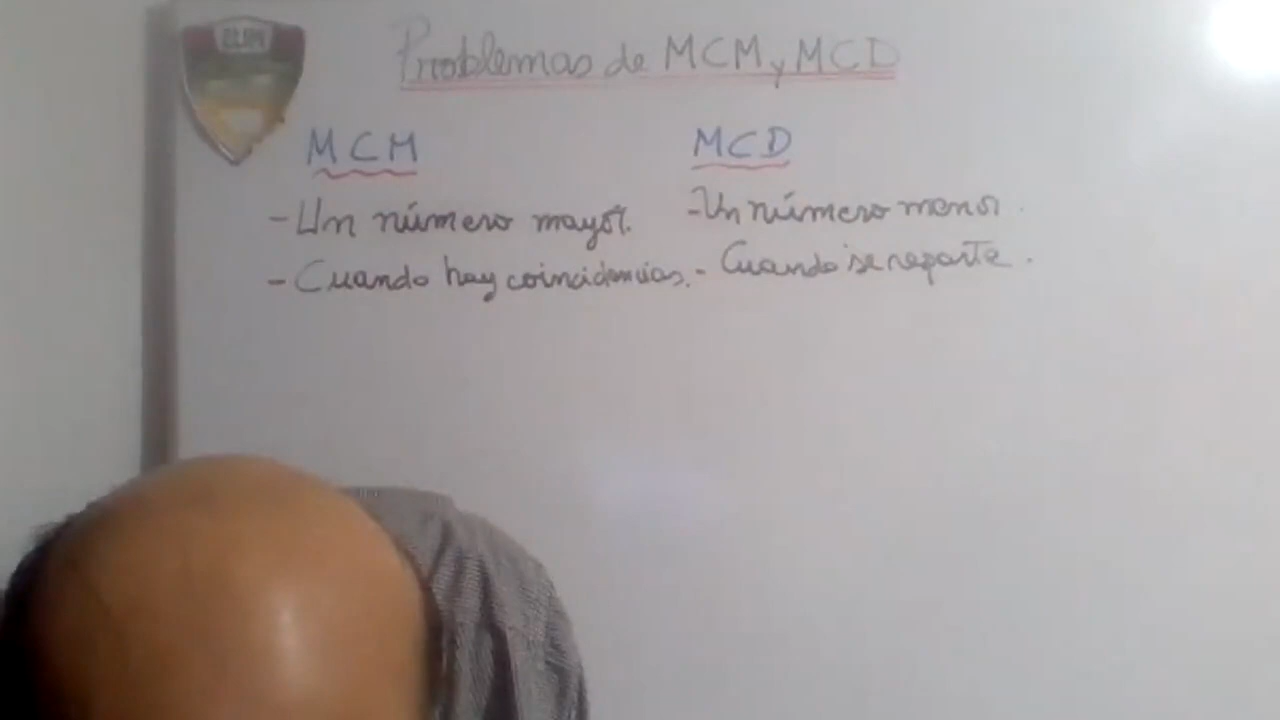 Problemas de MCM y MCD
MCM
- Un número mayor.
- Cuando hay coincidencias.
MCD
- Un número menor
- Cuando se reparte.